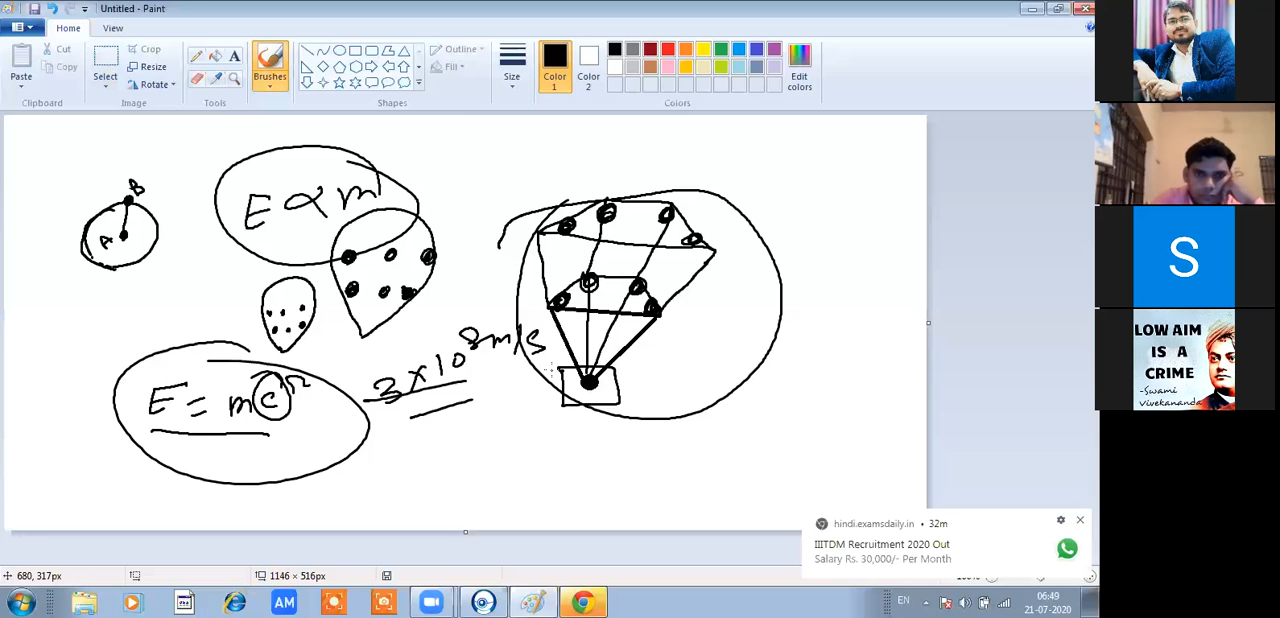 Untitled - Paint
Home
View
Paste
Cut
Copy
Clipboard
Select
Crop
Resize
Rotate
Image
Tools
Brushes
Outline
Fill
Shapes
Size
Color
1
Color
2
Edit
colors
Colors
B
A
E ∝ m
E = mc²
3×10⁸m/s
S
LOW AIM
IS A
CRIME
-Swami
Vivekananda
hindi.examsdaily.in • 32m
IIITDM Recruitment 2020 Out
Salary Rs. 30,000/- Per Month
680, 317px
1146 × 516px
100%
AM
EN
06:49
21-07-2020